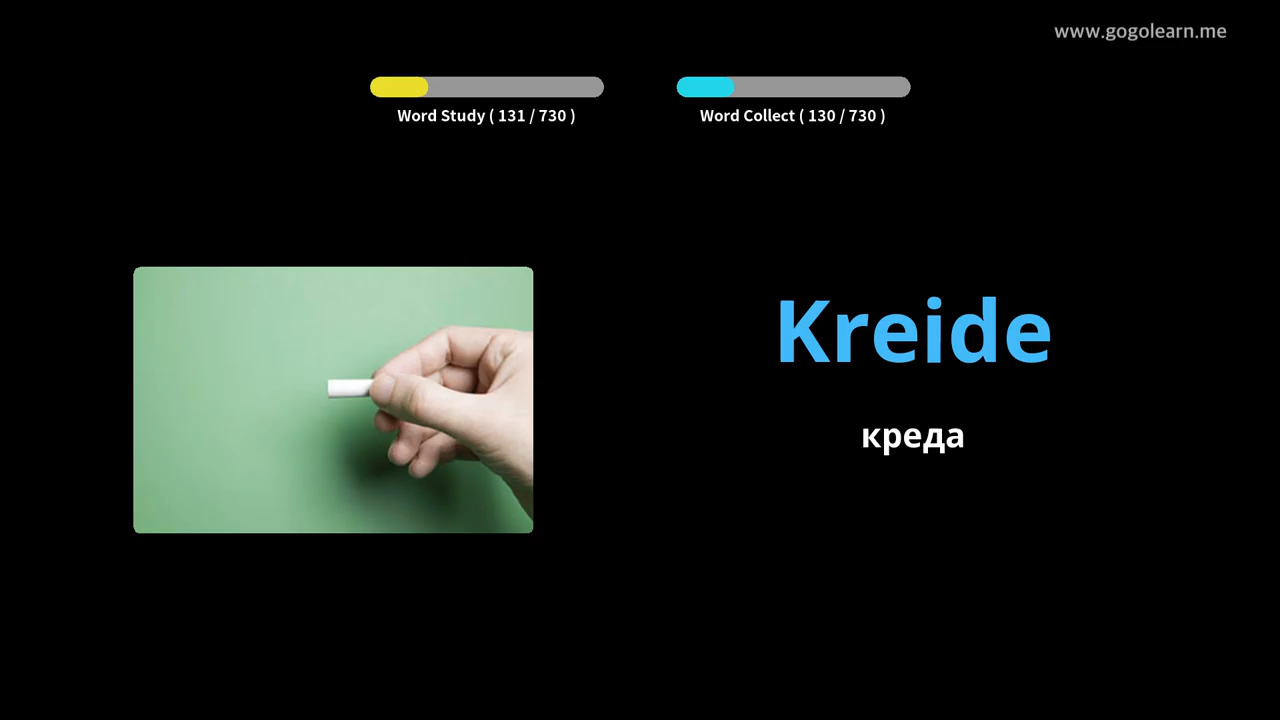 www.gogolearn.me
Word Study ( 131 / 730 )
Word Collect ( 130 / 730 )
Kreide
креда